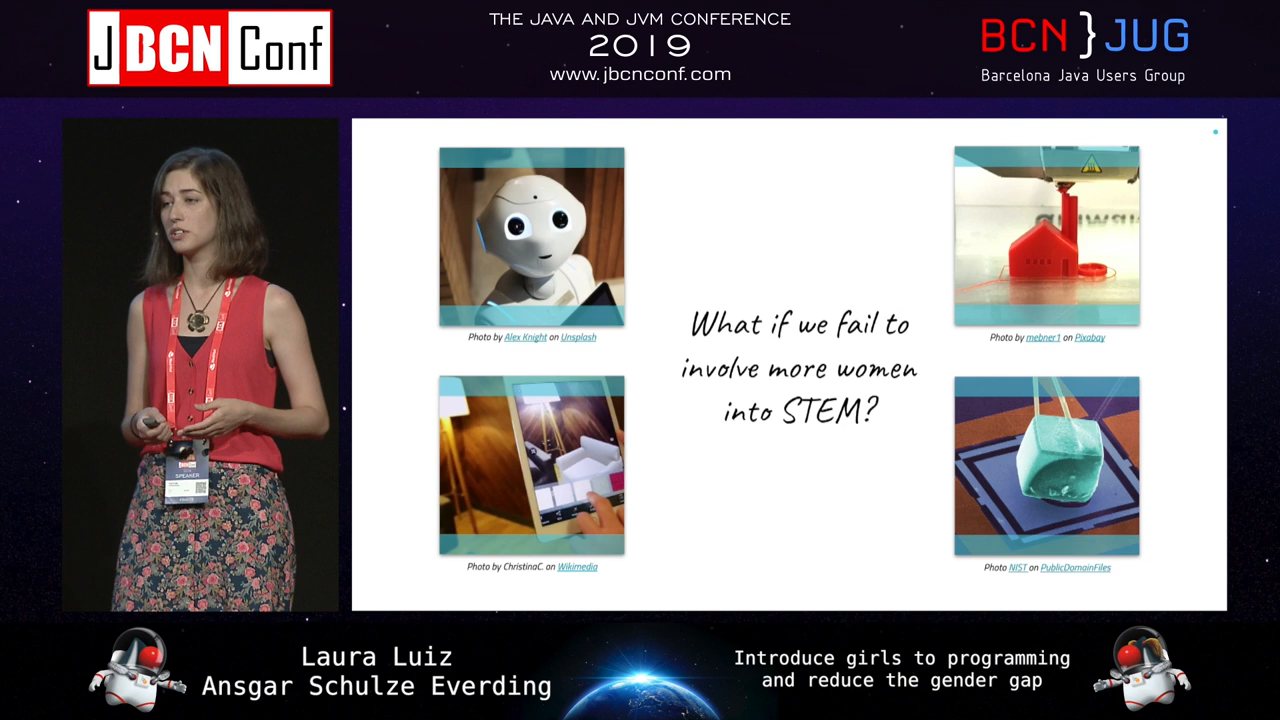 JBCNConf
THE JAVA AND JVM CONFERENCE
2019
www.jbcnconf.com
BCN}JUG
Barcelona Java Users Group
Photo by Alex Knight on Unsplash
Photo by mebner1 on Pixabay
What if we fail to
involve more women
into STEM?
Photo by ChristinaC. on Wikimedia
Photo NIST on PublicDomainFiles
SPEAKER
Laura Luiz
Ansgar Schulze Everding
Introduce girls to programming
and reduce the gender gap